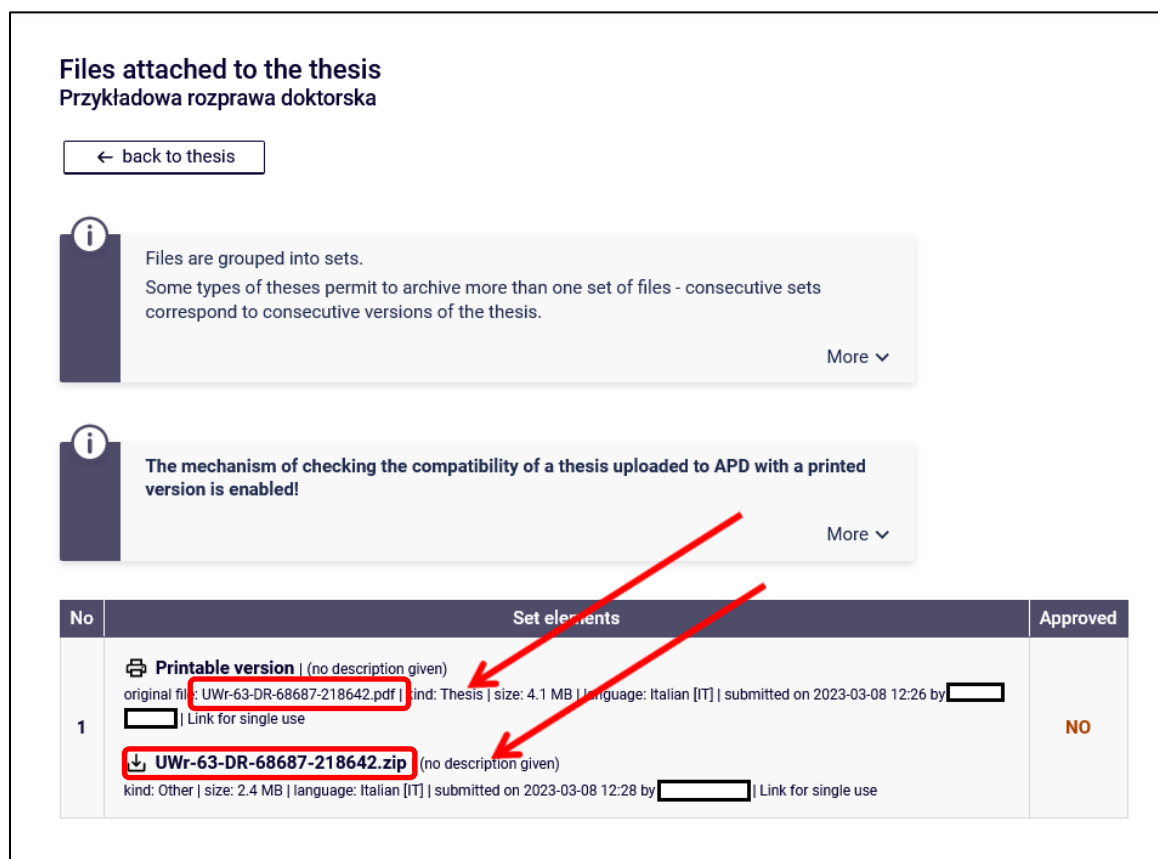 Files attached to the thesis
Przykładowa rozprawa doktorska
← back to thesis
Files are grouped into sets.
Some types of theses permit to archive more than one set of files - consecutive sets
correspond to consecutive versions of the thesis.
More
The mechanism of checking the compatibility of a thesis uploaded to APD with a printed
version is enabled!
More
No Set elements Approved
Printable version | (no description given)
original file: UWr-63-DR-68687-218642.pdf | kind: Thesis | size: 4.1 MB | language: Italian [IT] | submitted on 2023-03-08 12:26 by
| Link for single use
1 NO
UWr-63-DR-68687-218642.zip (no description given)
kind: Other | size: 2.4 MB | language: Italian [IT] | submitted on 2023-03-08 12:28 by | Link for single use